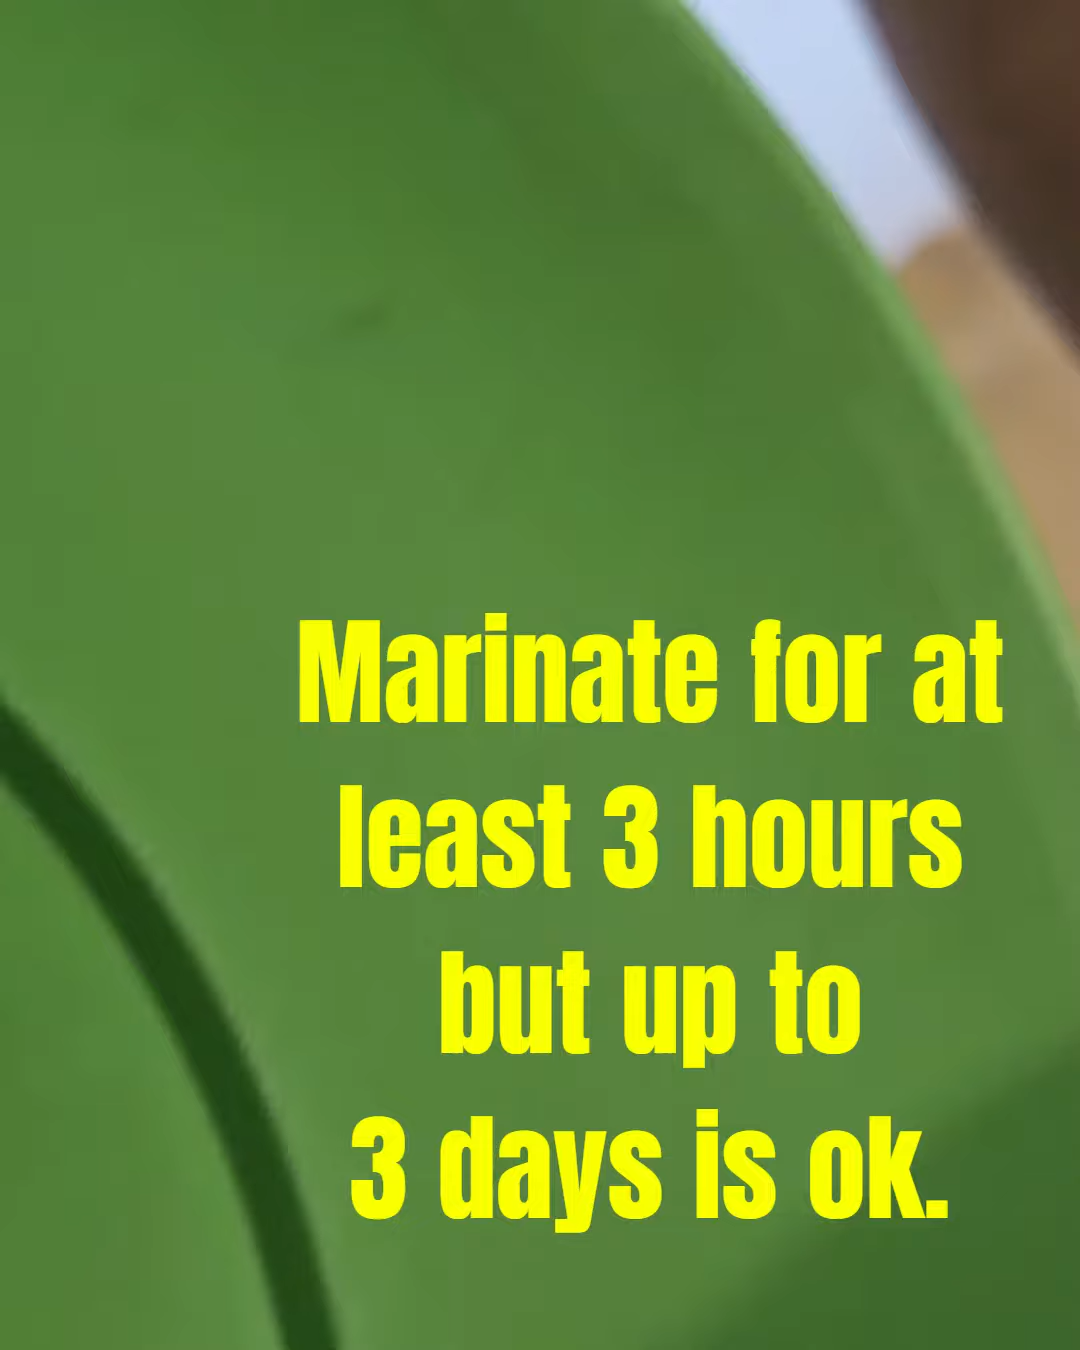 Marinate for at
least 3 hours
but up to
3 days is ok.